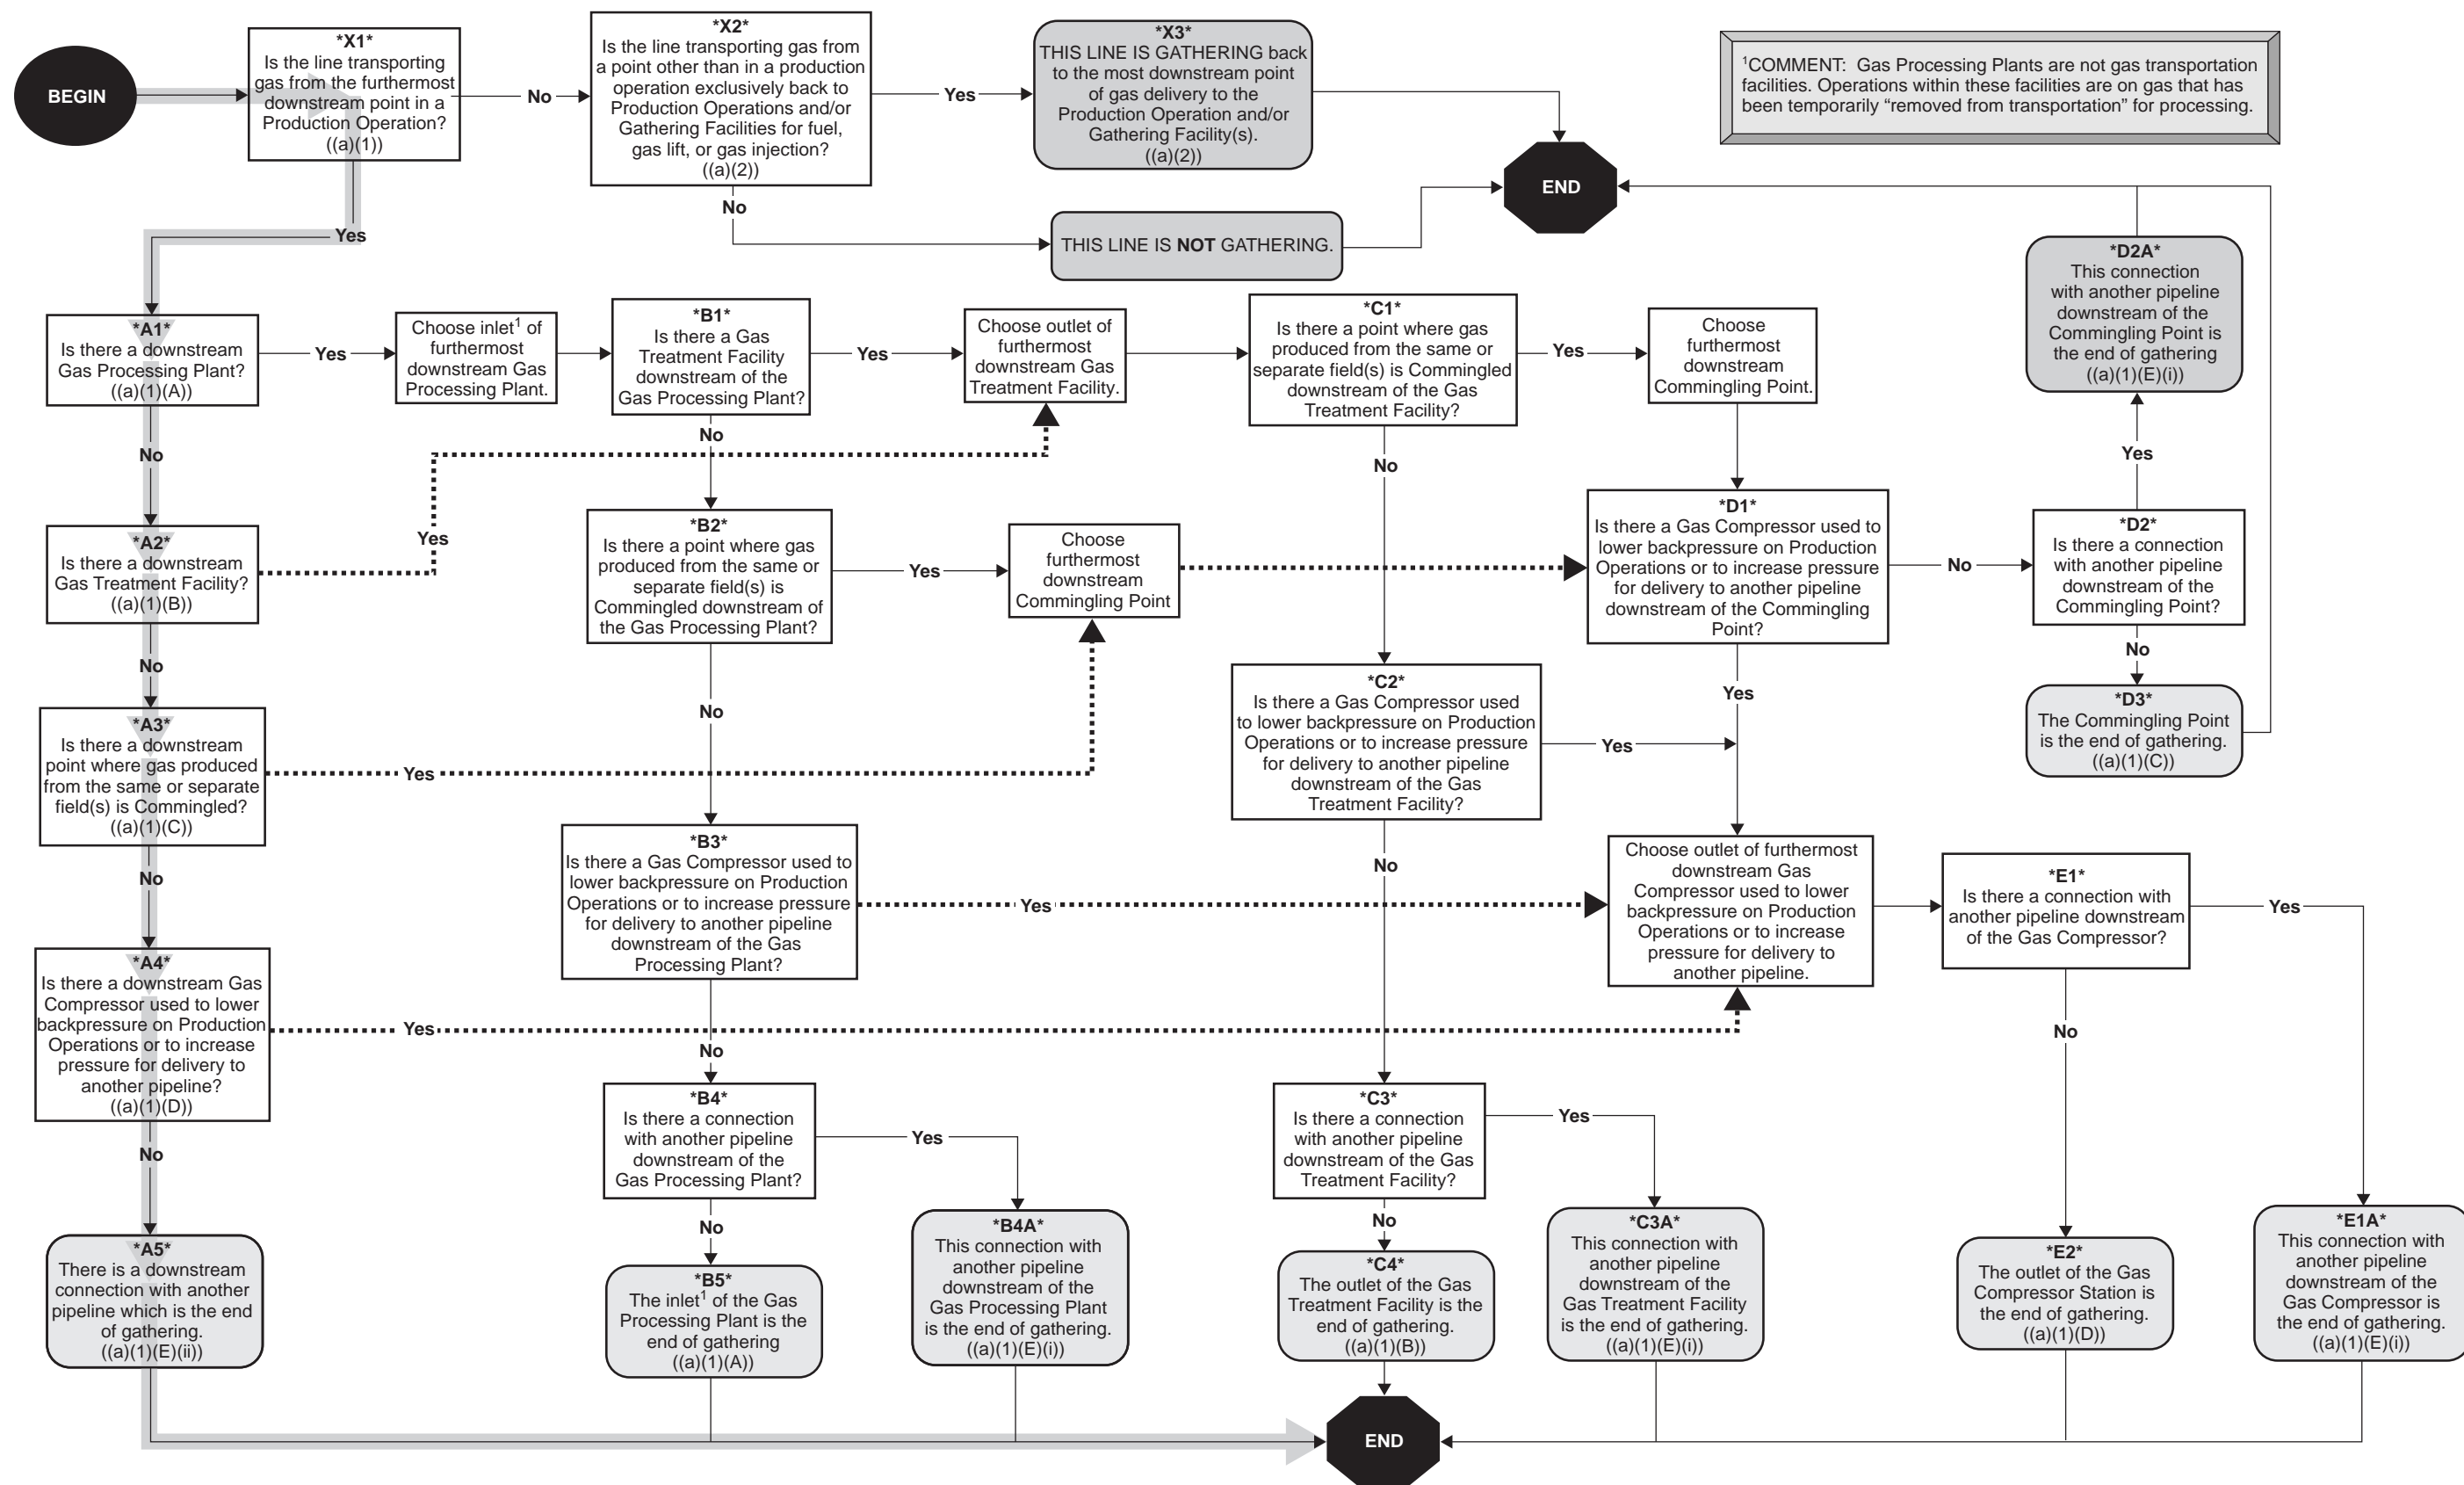 BEGIN
*X1*
Is the line transporting
gas from the furthermost
downstream point in a
Production Operation?
((a)(1))
No
*X2*
Is the line transporting gas from
a point other than in a production
operation exclusively back to
Production Operations and/or
Gathering Facilities for fuel,
gas lift, or gas injection?
((a)(2))
Yes
*X3*
THIS LINE IS GATHERING back
to the most downstream point
of gas delivery to the
Production Operation and/or
Gathering Facility(s).
((a)(2))
¹COMMENT: Gas Processing Plants are not gas transportation
facilities. Operations within these facilities are on gas that has
been temporarily “removed from transportation” for processing.
END
No
THIS LINE IS NOT GATHERING.
Yes
*A1*
Is there a downstream
Gas Processing Plant?
((a)(1)(A))
Yes
Choose inlet¹ of
furthermost
downstream Gas
Processing Plant.
*B1*
Is there a Gas
Treatment Facility
downstream of the
Gas Processing Plant?
Yes
Choose outlet of
furthermost
downstream Gas
Treatment Facility.
*C1*
Is there a point where gas
produced from the same or
separate field(s) is Commingled
downstream of the Gas
Treatment Facility?
Yes
Choose
furthermost
downstream
Commingling Point.
*D2A*
This connection
with another pipeline
downstream of the
Commingling Point is
the end of gathering
((a)(1)(E)(i))
No
No
No
Yes
*A2*
Is there a downstream
Gas Treatment Facility?
((a)(1)(B))
Yes
*B2*
Is there a point where gas
produced from the same or
separate field(s) is
Commingled downstream of
the Gas Processing Plant?
Yes
Choose
furthermost
downstream
Commingling Point
*D1*
Is there a Gas Compressor used to
lower backpressure on Production
Operations or to increase pressure
for delivery to another pipeline
downstream of the Commingling
Point?
No
*D2*
Is there a connection
with another pipeline
downstream of the
Commingling Point?
No
No
Yes
No
*D3*
The Commingling Point
is the end of gathering.
((a)(1)(C))
*A3*
Is there a downstream
point where gas produced
from the same or separate
field(s) is Commingled?
((a)(1)(C))
Yes
*C2*
Is there a Gas Compressor used
to lower backpressure on Production
Operations or to increase pressure
for delivery to another pipeline
downstream of the Gas
Treatment Facility?
Yes
No
*B3*
Is there a Gas Compressor used to
lower backpressure on Production
Operations or to increase pressure
for delivery to another pipeline
downstream of the Gas
Processing Plant?
Yes
No
Choose outlet of furthermost
downstream Gas
Compressor used to lower
backpressure on Production
Operations or to increase
pressure for delivery to
another pipeline.
*E1*
Is there a connection with
another pipeline downstream
of the Gas Compressor?
Yes
*A4*
Is there a downstream Gas
Compressor used to lower
backpressure on Production
Operations or to increase
pressure for delivery to
another pipeline?
((a)(1)(D))
Yes
No
No
No
*B4*
Is there a connection
with another pipeline
downstream of the
Gas Processing Plant?
Yes
*C3*
Is there a connection
with another pipeline
downstream of the Gas
Treatment Facility?
Yes
No
No
*A5*
There is a downstream
connection with another
pipeline which is the end
of gathering.
((a)(1)(E)(ii))
*B5*
The inlet¹ of the Gas
Processing Plant is the
end of gathering
((a)(1)(A))
*B4A*
This connection with
another pipeline
downstream of the
Gas Processing Plant
is the end of gathering.
((a)(1)(E)(i))
*C4*
The outlet of the Gas
Treatment Facility is the
end of gathering.
((a)(1)(B))
*C3A*
This connection with
another pipeline
downstream of the
Gas Treatment Facility
is the end of gathering.
((a)(1)(E)(i))
*E2*
The outlet of the Gas
Compressor Station is
the end of gathering.
((a)(1)(D))
*E1A*
This connection with
another pipeline
downstream of the
Gas Compressor is
the end of gathering.
((a)(1)(E)(i))
END